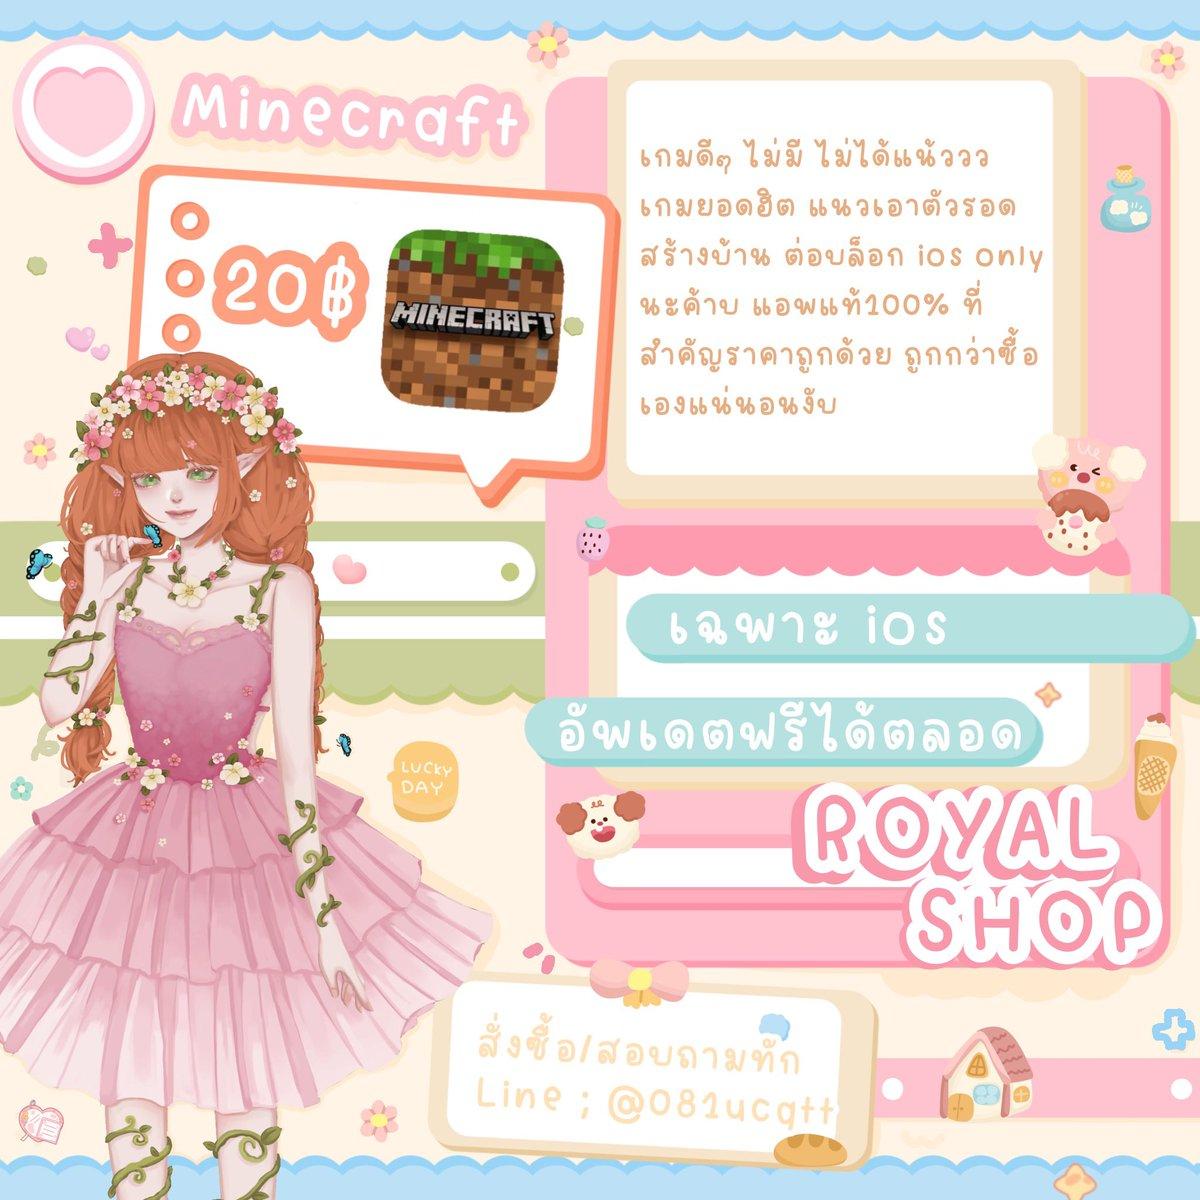 Minecraft
20฿
MINECRAFT
เกมดีๆ ไม่มี ไม่ได้แน้ววว
เกมยอดฮิต แนวเอาตัวรอด
สร้างบ้าน ต่อบล็อก ios only
นะค้าบ แอพแท้100% ที่
สำคัญราคาถูกด้วย ถูกกว่าซื้อ
เองแน่นอนงับ
เฉพาะ ios
อัพเดตฟรีได้ตลอด
LUCKY
DAY
ROYAL
SHOP
สั่งซื้อ/สอบถามทัก
Line ; @081ucqtt